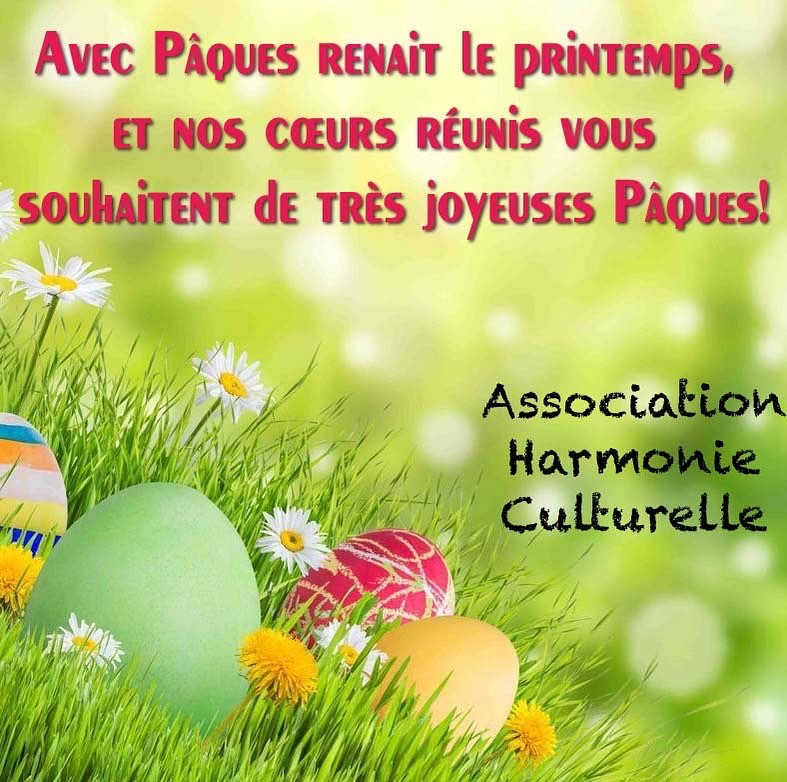 Avec Pâques renait le printemps,
et nos cœurs réunis vous
souhaitent de très joyeuses Pâques!
Association
Harmonie
Culturelle